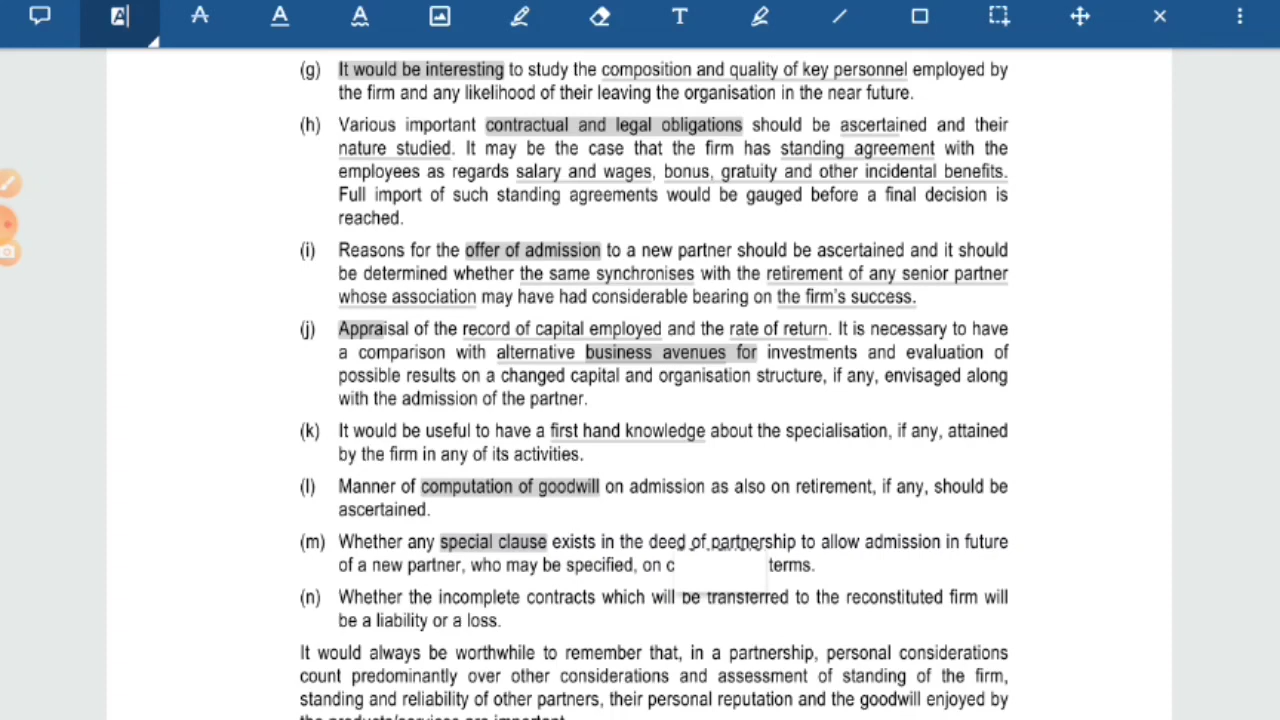 (g) It would be interesting to study the composition and quality of key personnel employed by
the firm and any likelihood of their leaving the organisation in the near future.
(h) Various important contractual and legal obligations should be ascertained and their
nature studied. It may be the case that the firm has standing agreement with the
employees as regards salary and wages, bonus, gratuity and other incidental benefits.
Full import of such standing agreements would be gauged before a final decision is
reached.
(i) Reasons for the offer of admission to a new partner should be ascertained and it should
be determined whether the same synchronises with the retirement of any senior partner
whose association may have had considerable bearing on the firm's success.
(j) Appraisal of the record of capital employed and the rate of return. It is necessary to have
a comparison with alternative business avenues for investments and evaluation of
possible results on a changed capital and organisation structure, if any, envisaged along
with the admission of the partner.
(k) It would be useful to have a first hand knowledge about the specialisation, if any, attained
by the firm in any of its activities.
(l) Manner of computation of goodwill on admission as also on retirement, if any, should be
ascertained.
(m) Whether any special clause exists in the deed of partnership to allow admission in future
of a new partner, who may be specified, on c terms.
(n) Whether the incomplete contracts which will be transferred to the reconstituted firm will
be a liability or a loss.
It would always be worthwhile to remember that, in a partnership, personal considerations
count predominantly over other considerations and assessment of standing of the firm,
standing and reliability of other partners, their personal reputation and the goodwill enjoyed by
the products/services are important.